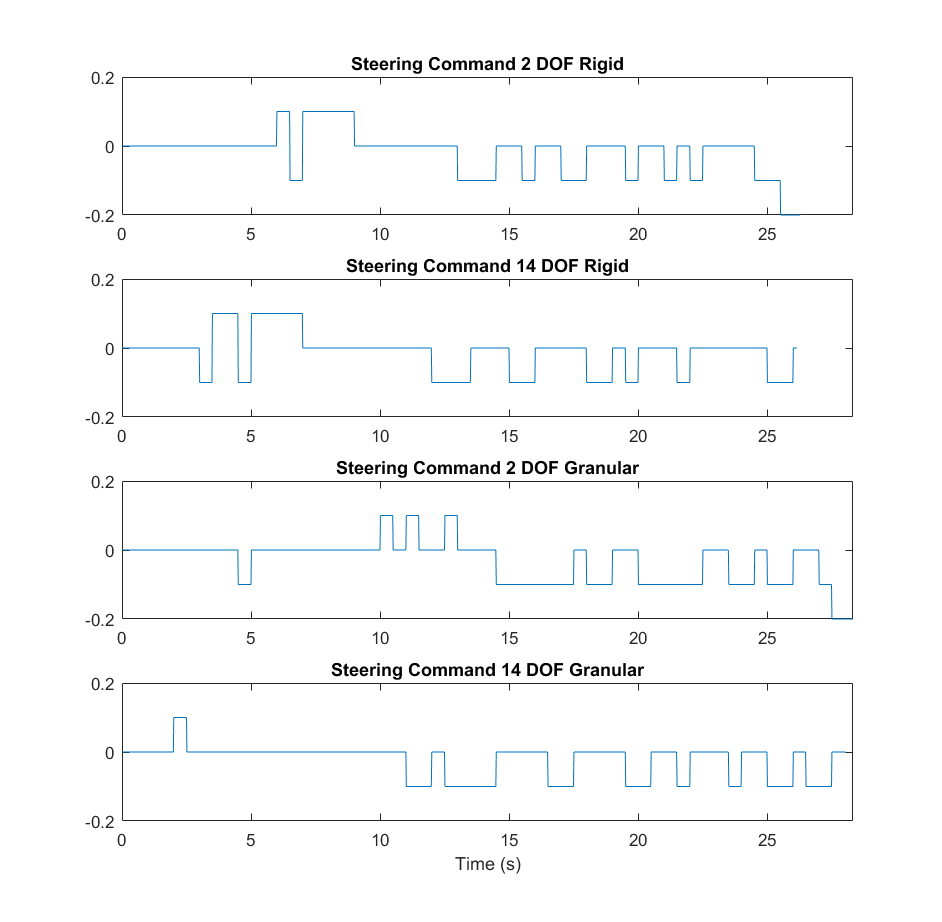 Steering Command 2 DOF Rigid
0.2
0
-0.2
0 5 10 15 20 25
Steering Command 14 DOF Rigid
0.2
0
-0.2
0 5 10 15 20 25
Steering Command 2 DOF Granular
0.2
0
-0.2
0 5 10 15 20 25
Steering Command 14 DOF Granular
0.2
0
-0.2
0 5 10 15 20 25
Time (s)